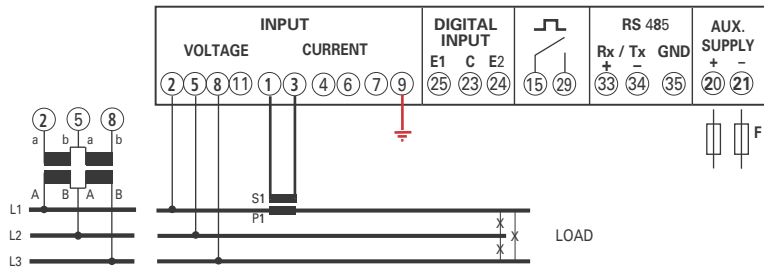 INPUT
VOLTAGE CURRENT
2 5 8 11 1 3 4 6 7 9
DIGITAL
INPUT
E1 C E2
25 23 24
15 29
RS 485
Rx / Tx GND
+ −
33 34 35
AUX.
SUPPLY
+ −
20 21
F
2 5 8
a b a b
A B A B
S1
P1
L1
L2
L3
X
X
X
LOAD